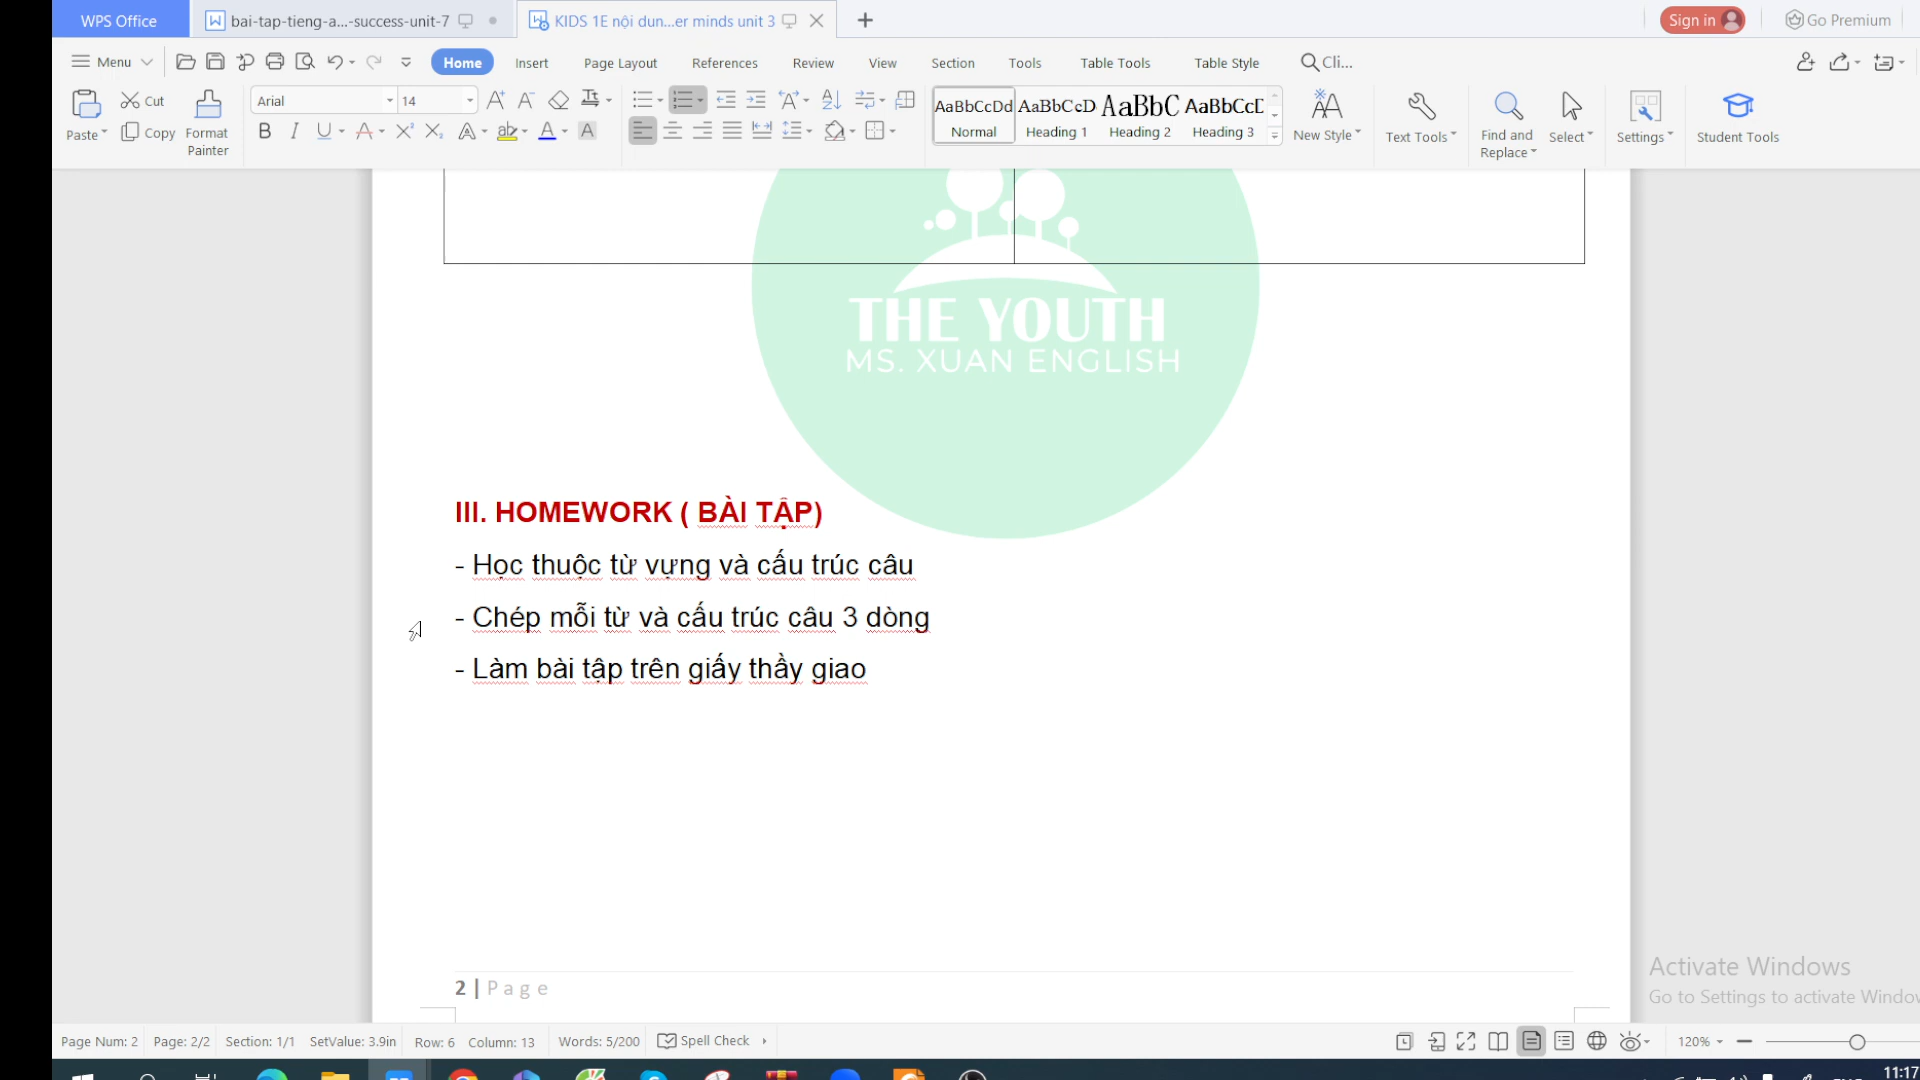 WPS Office
bai-tap-tieng-a...-success-unit-7
KIDS 1E nội dun...er minds unit 3
Sign in
Go Premium
Menu
Home
Insert
Page Layout
References
Review
View
Section
Tools
Table Tools
Table Style
Cli...
Paste
Cut
Copy
Format Painter
Arial
14
AaBbCcDd
Normal
AaBbCcD
Heading 1
AaBbC
Heading 2
AaBbCcC
Heading 3
New Style
Text Tools
Find and Replace
Select
Settings
Student Tools
THE YOUTH
MS. XUAN ENGLISH
III. HOMEWORK ( BÀI TẬP)
- Học thuộc từ vựng và cấu trúc câu
- Chép mỗi từ và cấu trúc câu 3 dòng
- Làm bài tập trên giấy thầy giao
2 | Page
Activate Windows
Go to Settings to activate Window
Page Num: 2
Page: 2/2
Section: 1/1
SetValue: 3.9in
Row: 6
Column: 13
Words: 5/200
Spell Check
120%
11:17